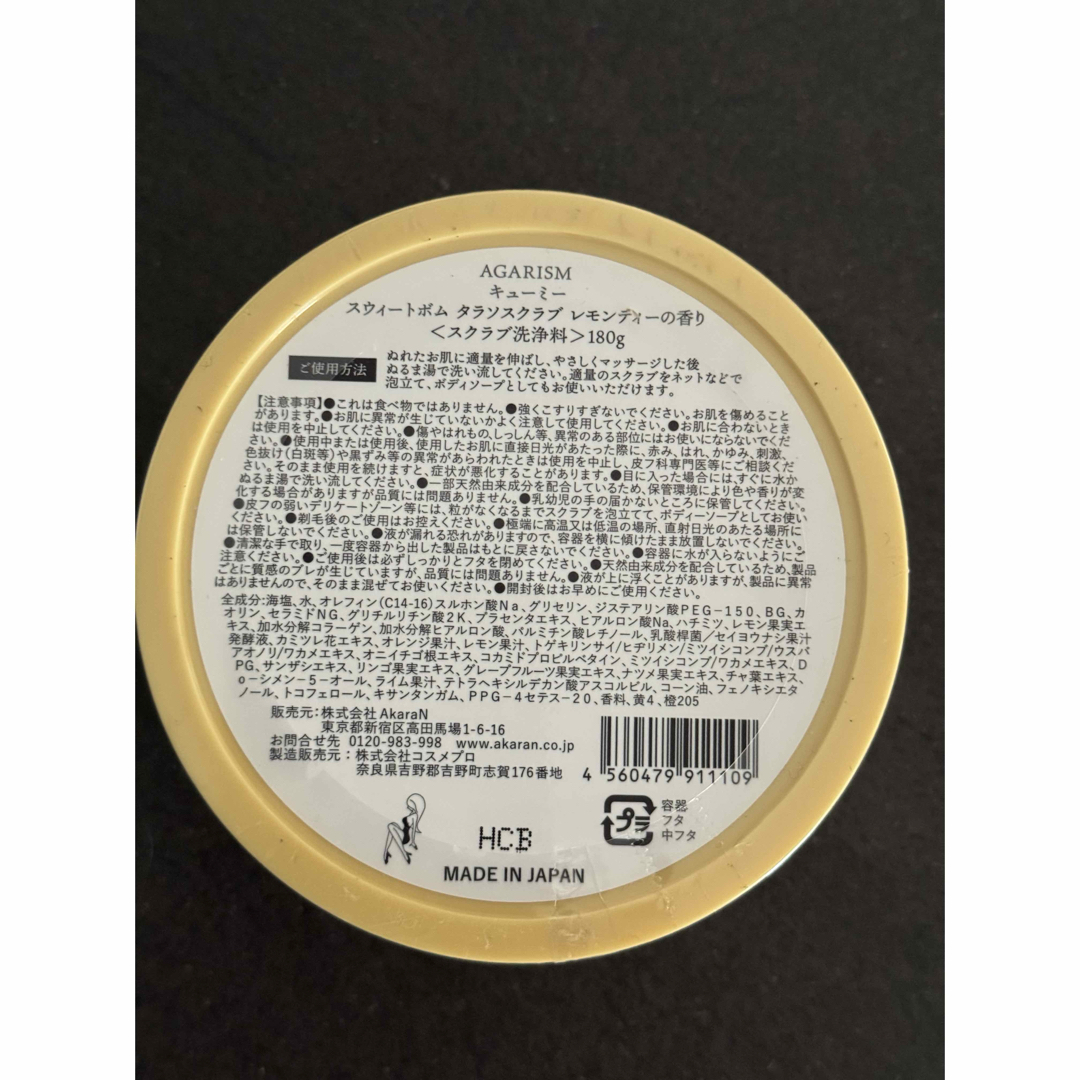 AGARISM
キューミー
スウィートボム タラソスクラブ レモンティーの香り
＜スクラブ洗浄料＞180g
ご使用方法
ぬれたお肌に適量を伸ばし、やさしくマッサージした後
ぬるま湯で洗い流してください。適量のスクラブをネットなどで
泡立て、ボディソープとしてもお使いいただけます。
【注意事項】●これは食べ物ではありません。●強くこすりすぎないでください。お肌を傷めること
があります。●お肌に異常が生じていないかよく注意して使用してください。●お肌に合わないとき
は使用を中止してください。●傷やはれもの、しっしん等、異常のある部位にはお使いにならないでくだ
さい。●使用中または使用後、使用したお肌に直接日光があたった際に、赤み、はれ、かゆみ、刺激、
色抜け(白斑等)や黒ずみ等の異常があらわれたときは使用を中止し、皮フ科専門医等にご相談くだ
さい。そのまま使用を続けますと、症状が悪化することがあります。●目に入った場合には、すぐに水か
ぬるま湯で洗い流してください。●一部天然由来成分を配合しているため、保管環境により色や香りが変
化する場合がありますが品質には問題ありません。●乳幼児の手の届かないところに保管してください。
●皮フの弱いデリケートゾーン等には、粒がなくなるまでスクラブを泡立てて、ボディーソープとしてお使い
ください。●剃毛後のご使用はお控えください。●極端に高温又は低温の場所、直射日光のあたる場所に
は保管しないでください。●液が漏れる恐れがありますので、容器を横に傾けたまま放置しないでください。
●清潔な手で取り、一度容器から出した製品はもとに戻さないでください。●容器に水が入らないようにご
注意ください。●ご使用後は必ずしっかりとフタを閉めてください。●天然由来成分を配合しているため、製品
ごとに質感のブレが生じていますが、品質には問題ありません。●液が上に浮くことがありますが、製品に異常
はありませんので、そのまま混ぜてお使いください。●開封後はお早めにご使用ください。
全成分:海塩、水、オレフィン(C14-16)スルホン酸Na、グリセリン、ジステアリン酸PEG-150、BG、カ
オリン、セラミドNG、グリチルリチン酸2K、プラセンタエキス、ヒアルロン酸Na、ハチミツ、レモン果実エ
キス、加水分解コラーゲン、加水分解ヒアルロン酸、パルミチン酸レチノール、乳酸桿菌／セイヨウナシ果汁
発酵液、カミツレ花エキス、オレンジ果汁、レモン果汁、トゲキリンサイ/ヒヂリメン/ミツイシコンブ/ウスバ
アオノリ/ワカメエキス、オニイチゴ根エキス、コカミドプロピルベタイン、ミツイシコンブ/ワカメエキス、D
PG、サンザシエキス、リンゴ果実エキス、グレープフルーツ果実エキス、ナツメ果実エキス、チャ葉エキス、
o-シメン-5-オール、ライム果汁、テトラヘキシルデカン酸アスコルビル、コーン油、フェノキシエタ
ノール、トコフェロール、キサンタンガム、PPG-4セテス-20、香料、黄4、橙205
販売元：株式会社AkaraN
東京都新宿区高田馬場1-6-16
お問合せ先 0120-983-998 www.akaran.co.jp
製造販売元：株式会社コスメプロ
奈良県吉野郡吉野町志賀176番地
4 560479 911109
プラ
容器
フタ
中フタ
HCB
MADE IN JAPAN